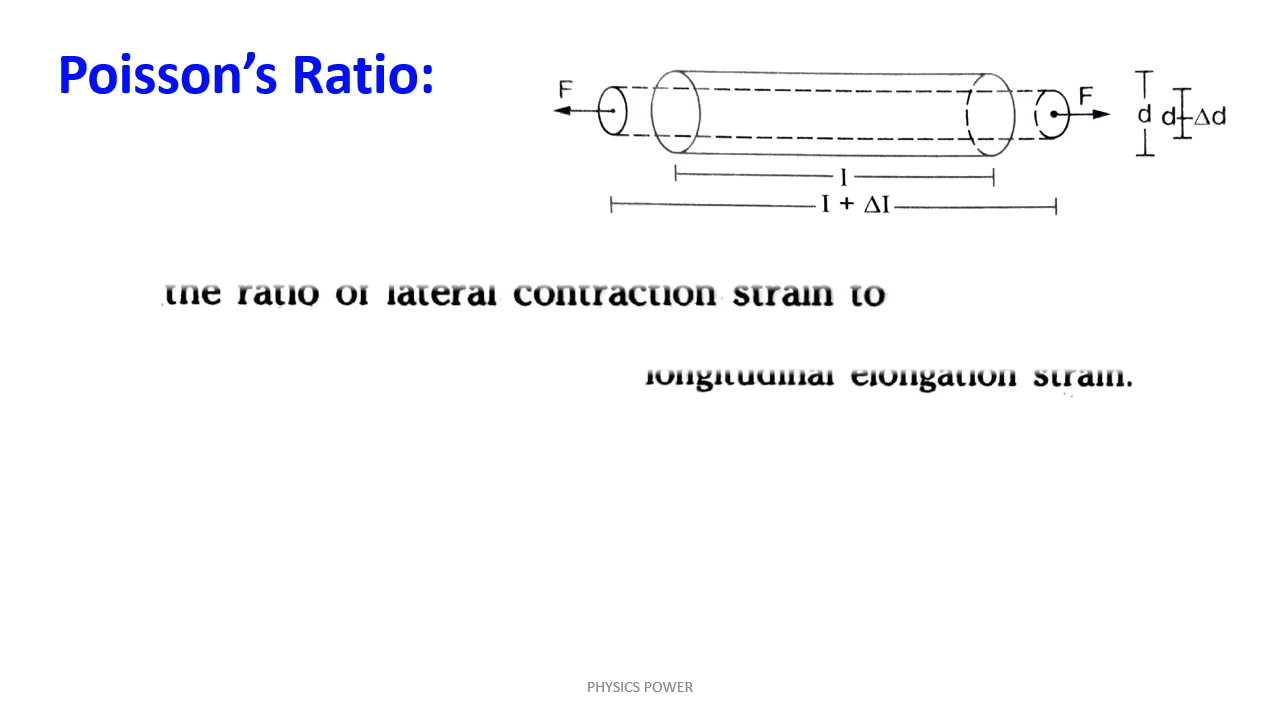 Poisson’s Ratio:
F
F
d
d-Δd
l
l + Δl
the ratio of lateral contraction strain to
longitudinal elongation strain.
PHYSICS POWER